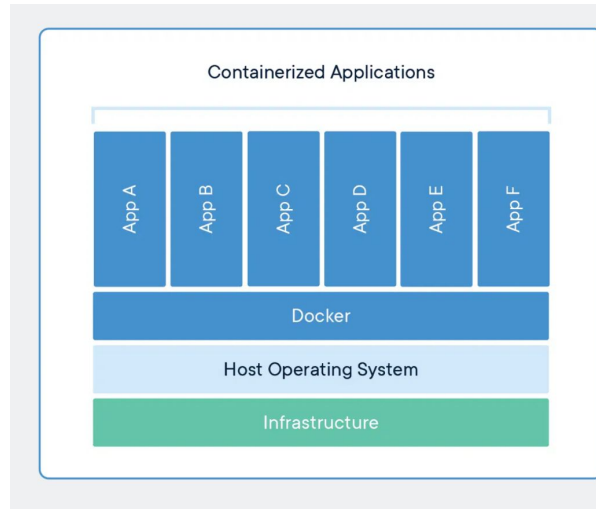 Containerized Applications
App A
App B
App C
App D
App E
App F
Docker
Host Operating System
Infrastructure